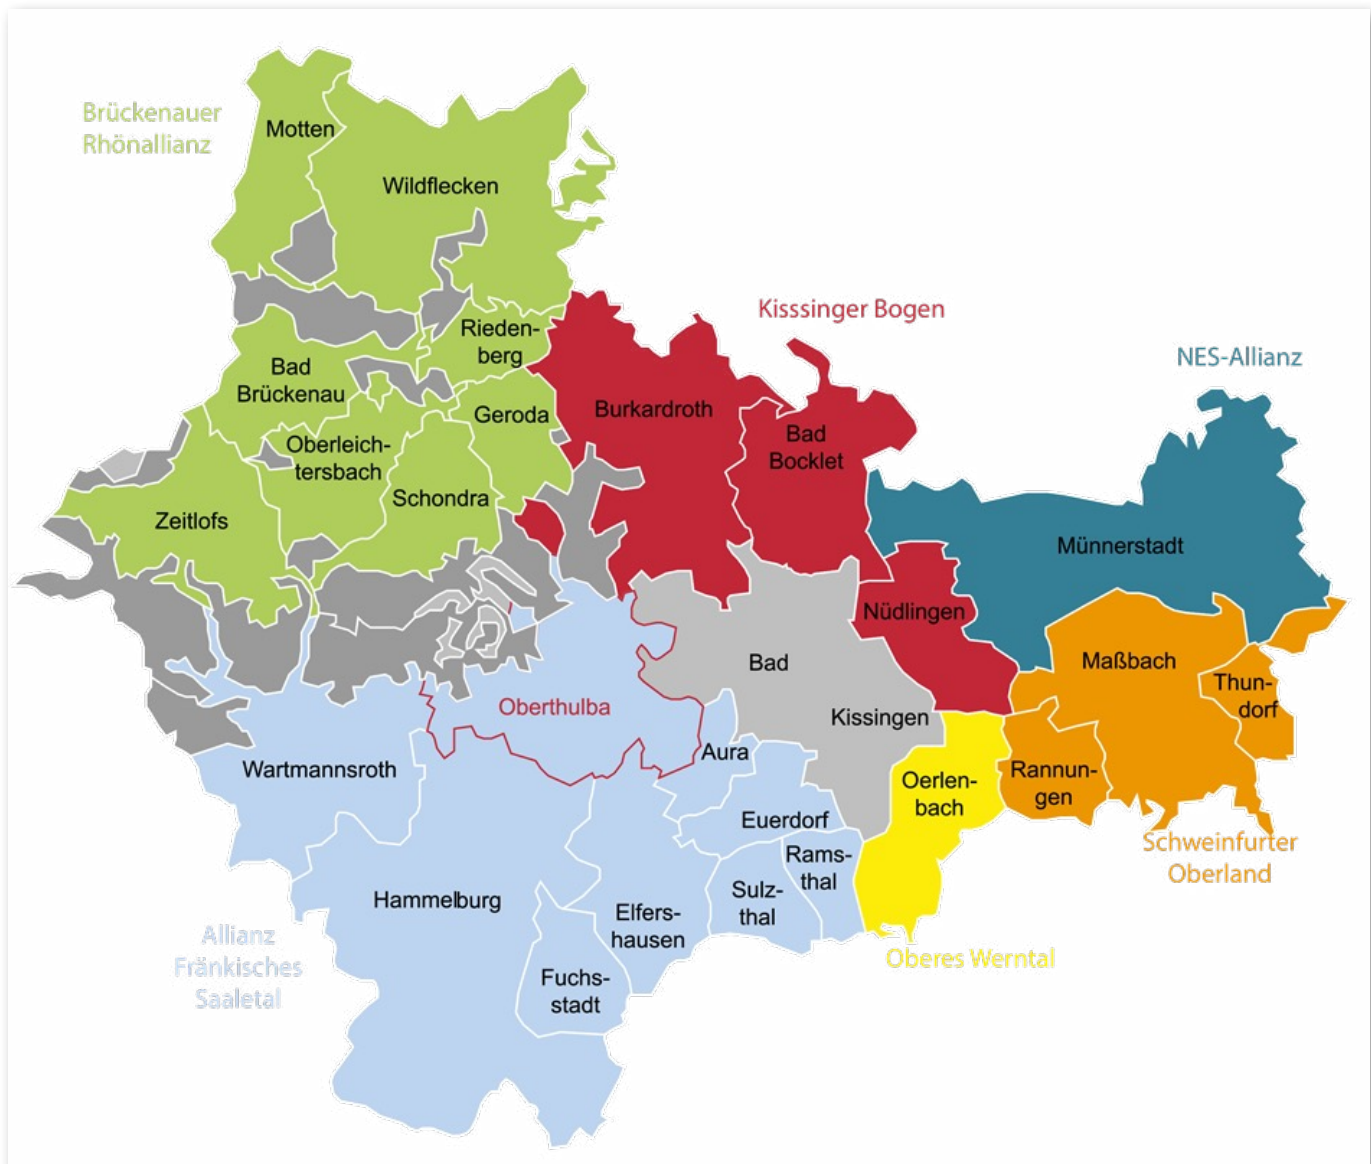 Brückenauer
Rhönallianz
Motten
Wildflecken
Kisssinger Bogen
Rieden-
berg
NES-Allianz
Bad
Brückenau
Geroda
Burkardroth
Bad
Bocklet
Oberleich-
tersbach
Schondra
Zeitlofs
Münnerstadt
Nüdlingen
Bad
Kissingen
Maßbach
Thun-
dorf
Oberthulba
Aura
Wartmannsroth
Oerlen-
bach
Rannun-
gen
Euerdorf
Schweinfurter
Oberland
Rams-
thal
Sulz-
thal
Hammelburg
Elfers-
hausen
Allianz
Fränkisches
Saaletal
Oberes Werntal
Fuchs-
stadt